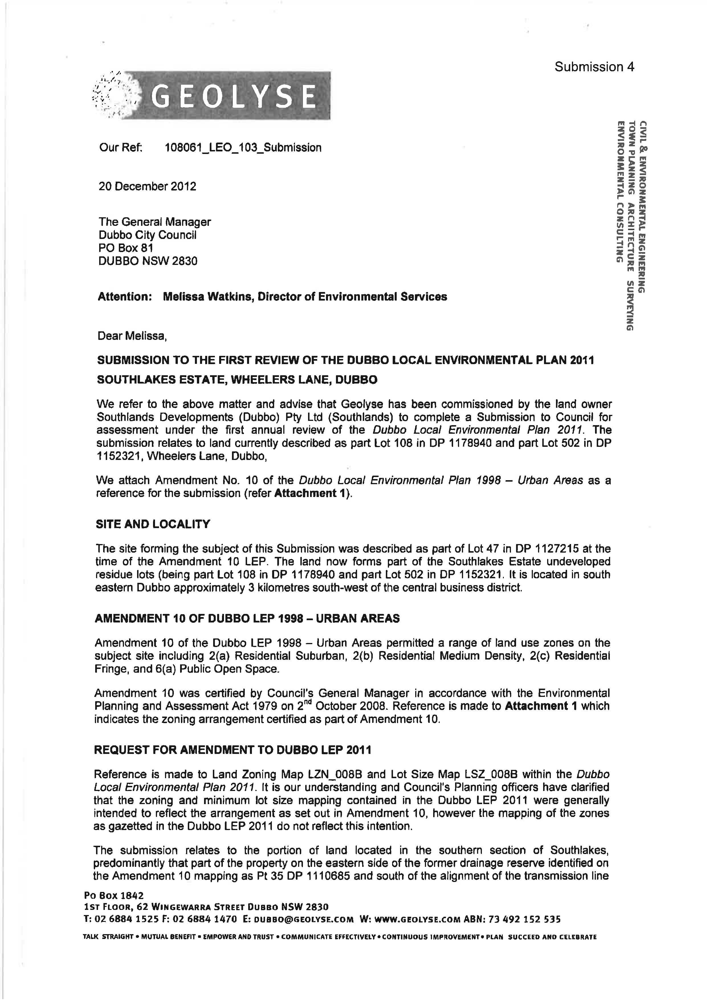 Submission 4
GEOLYSE
CIVIL & ENVIRONMENTAL ENGINEERING
TOWN PLANNING ARCHITECTURE SURVEYING
ENVIRONMENTAL CONSULTING
Our Ref: 108061_LEO_103_Submission
20 December 2012
The General Manager
Dubbo City Council
PO Box 81
DUBBO NSW 2830
Attention: Melissa Watkins, Director of Environmental Services
Dear Melissa,
SUBMISSION TO THE FIRST REVIEW OF THE DUBBO LOCAL ENVIRONMENTAL PLAN 2011
SOUTHLAKES ESTATE, WHEELERS LANE, DUBBO
We refer to the above matter and advise that Geolyse has been commissioned by the land owner
Southlands Developments (Dubbo) Pty Ltd (Southlands) to complete a Submission to Council for
assessment under the first annual review of the Dubbo Local Environmental Plan 2011. The
submission relates to land currently described as part Lot 108 in DP 1178940 and part Lot 502 in DP
1152321, Wheelers Lane, Dubbo,
We attach Amendment No. 10 of the Dubbo Local Environmental Plan 1998 – Urban Areas as a
reference for the submission (refer Attachment 1).
SITE AND LOCALITY
The site forming the subject of this Submission was described as part of Lot 47 in DP 1127215 at the
time of the Amendment 10 LEP. The land now forms part of the Southlakes Estate undeveloped
residue lots (being part Lot 108 in DP 1178940 and part Lot 502 in DP 1152321. It is located in south
eastern Dubbo approximately 3 kilometres south-west of the central business district.
AMENDMENT 10 OF DUBBO LEP 1998 – URBAN AREAS
Amendment 10 of the Dubbo LEP 1998 – Urban Areas permitted a range of land use zones on the
subject site including 2(a) Residential Suburban, 2(b) Residential Medium Density, 2(c) Residential
Fringe, and 6(a) Public Open Space.
Amendment 10 was certified by Council's General Manager in accordance with the Environmental
Planning and Assessment Act 1979 on 2nd October 2008. Reference is made to Attachment 1 which
indicates the zoning arrangement certified as part of Amendment 10.
REQUEST FOR AMENDMENT TO DUBBO LEP 2011
Reference is made to Land Zoning Map LZN_008B and Lot Size Map LSZ_008B within the Dubbo
Local Environmental Plan 2011. It is our understanding and Council's Planning officers have clarified
that the zoning and minimum lot size mapping contained in the Dubbo LEP 2011 were generally
intended to reflect the arrangement as set out in Amendment 10, however the mapping of the zones
as gazetted in the Dubbo LEP 2011 do not reflect this intention.
The submission relates to the portion of land located in the southern section of Southlakes,
predominantly that part of the property on the eastern side of the former drainage reserve identified on
the Amendment 10 mapping as Pt 35 DP 1110685 and south of the alignment of the transmission line
PO BOX 1842
1ST FLOOR, 62 WINGEWARRA STREET DUBBO NSW 2830
T: 02 6884 1525 F: 02 6884 1470 E: DUBBO@GEOLYSE.COM W: WWW.GEOLYSE.COM ABN: 73 492 152 535
TALK STRAIGHT • MUTUAL BENEFIT • EMPOWER AND TRUST • COMMUNICATE EFFECTIVELY • CONTINUOUS IMPROVEMENT • PLAN SUCCEED AND CELEBRATE